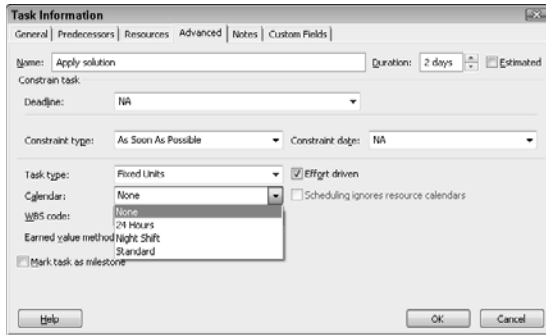 Task Information
General Predecessors Resources Advanced Notes Custom Fields
Name: Apply solution Duration: 2 days Estimated
Constrain task
Deadline: NA
Constraint type: As Soon As Possible Constraint date: NA
Task type: Fixed Units Effort driven
Calendar: None Scheduling ignores resource calendars
WBS code: None
24 Hours
Earned value method Night Shift
Standard
Mark task as milestone
Help OK Cancel